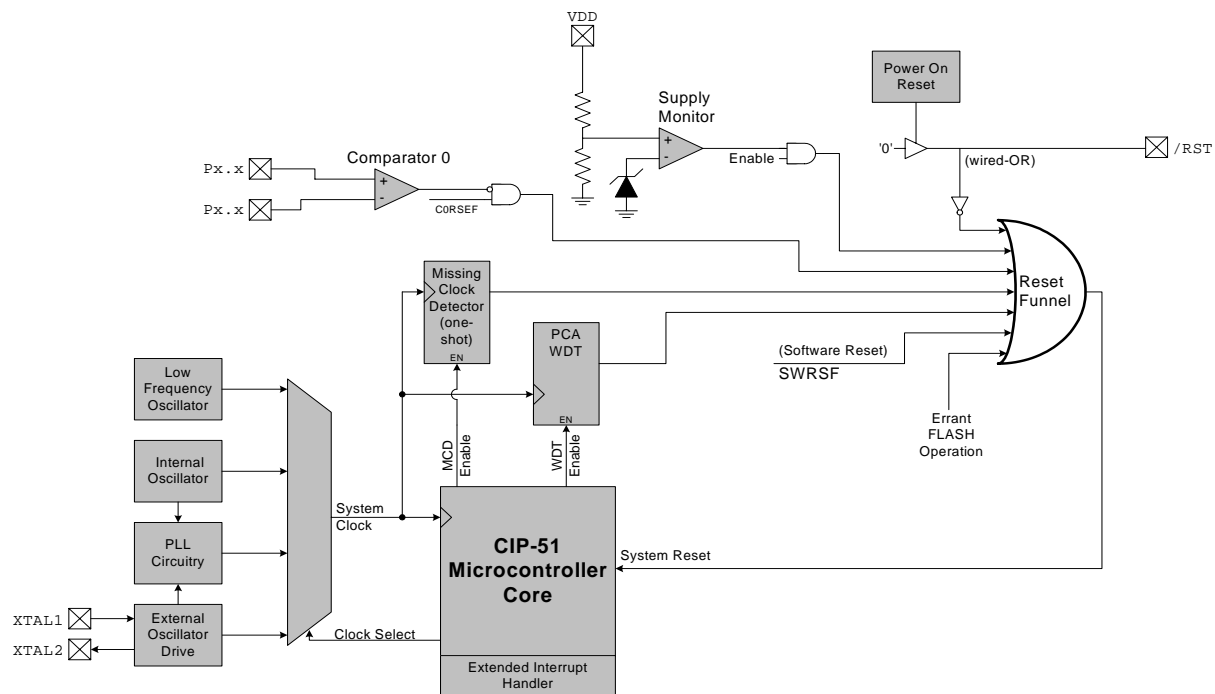 VDD
Power On
Reset
Supply
Monitor
+
-
Enable
'0'
(wired-OR)
/RST
Px.x
Px.x
Comparator 0
+
-
C0RSEF
Missing
Clock
Detector
(one-
shot)
EN
PCA
WDT
EN
Reset
Funnel
(Software Reset)
SWRSF
Errant
FLASH
Operation
Low
Frequency
Oscillator
Internal
Oscillator
PLL
Circuitry
External
Oscillator
Drive
XTAL1
XTAL2
System
Clock
MCD
Enable
WDT
Enable
CIP-51
Microcontroller
Core
System Reset
Clock Select
Extended Interrupt
Handler